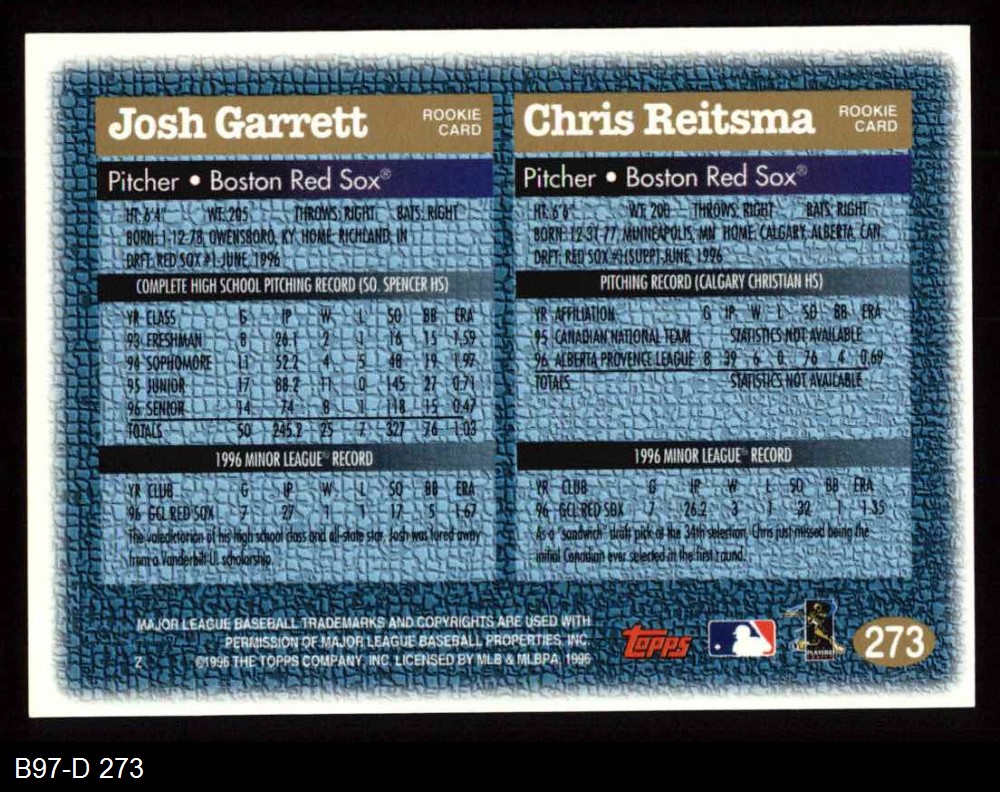 Josh Garrett ROOKIE CARD
Pitcher • Boston Red Sox®
HT: 6'4" WT: 205 THROWS: RIGHT BATS: RIGHT
BORN: 1-12-78, OWENSBORO, KY HOME: RICHLAND, IN
DRFT: RED SOX #1-JUNE, 1996
COMPLETE HIGH SCHOOL PITCHING RECORD (SO. SPENCER HS)
YR CLASS G IP W L SO BB ERA
93 FRESHMAN 8 26.1 2 1 16 15 1.59
94 SOPHOMORE 11 52.2 4 5 48 19 1.97
95 JUNIOR 17 88.2 11 0 145 27 0.71
96 SENIOR 14 74 8 1 118 15 0.47
TOTALS 50 245.2 25 7 327 76 1.03
1996 MINOR LEAGUE® RECORD
YR CLUB G IP W L SO BB ERA
96 GCL RED SOX 7 27 1 1 17 5 1.67
The valedictorian of his high school class and all-state star, Josh was lured away
from a Vanderbilt U. scholarship.
Chris Reitsma ROOKIE CARD
Pitcher • Boston Red Sox®
HT: 6'6" WT: 200 THROWS: RIGHT BATS: RIGHT
BORN: 12-31-77, MINNEAPOLIS, MN HOME: CALGARY, ALBERTA, CAN
DRFT: RED SOX #1(SUPP)-JUNE, 1996
PITCHING RECORD (CALGARY CHRISTIAN HS)
YR AFFILIATION G IP W L SO BB ERA
95 CANADIAN NATIONAL TEAM STATISTICS NOT AVAILABLE
96 ALBERTA PROVENCE LEAGUE 8 39 6 0 76 4 0.69
TOTALS STATISTICS NOT AVAILABLE
1996 MINOR LEAGUE® RECORD
YR CLUB G IP W L SO BB ERA
96 GCL RED SOX 7 26.2 3 1 32 1 1.35
As a "sandwich" draft pick at the 34th selection, Chris just missed being the
initial Canadian ever selected in the first round.
MAJOR LEAGUE BASEBALL TRADEMARKS AND COPYRIGHTS ARE USED WITH
PERMISSION OF MAJOR LEAGUE BASEBALL PROPERTIES, INC.
Z ©1996 THE TOPPS COMPANY, INC. LICENSED BY MLB & MLBPA, 1996
TOPPS
PLAYERS
273
B97-D 273